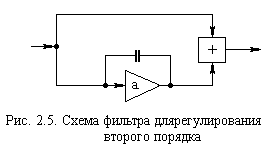 +
a
Рис. 2.5. Схема фильтра длярегулирования
второго порядка